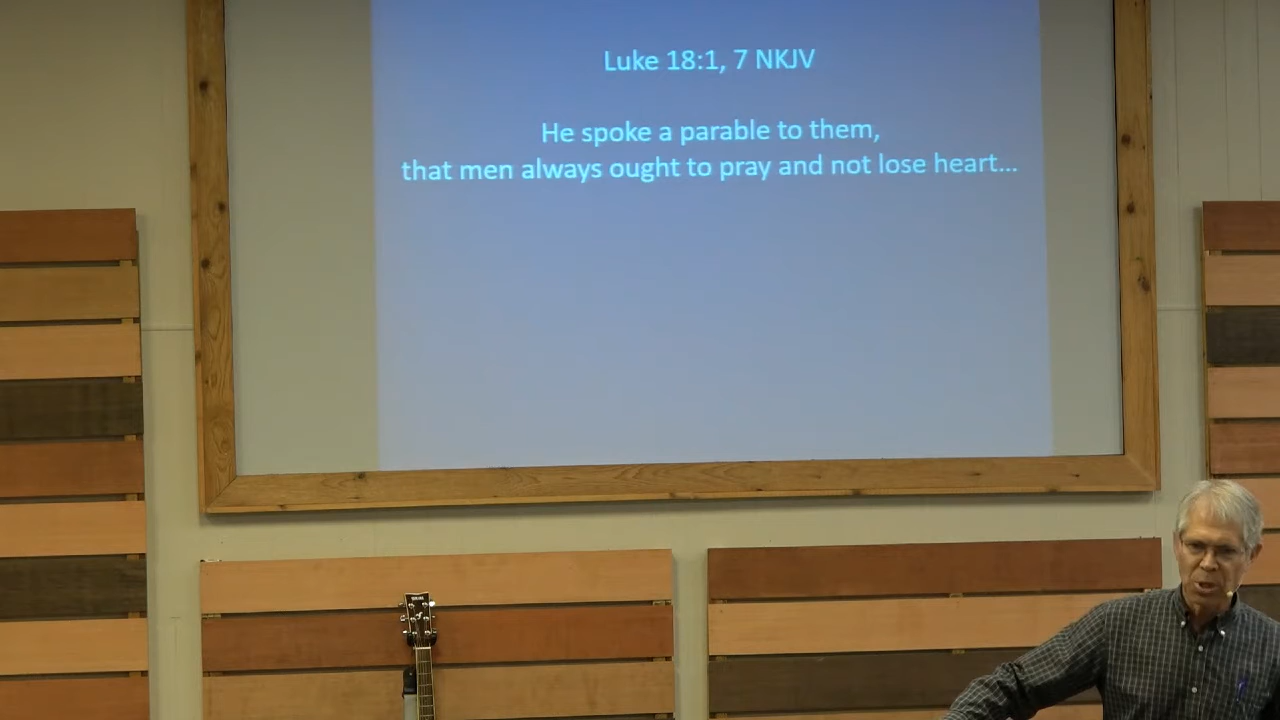 Luke 18:1, 7 NKJV
He spoke a parable to them,
that men always ought to pray and not lose heart...